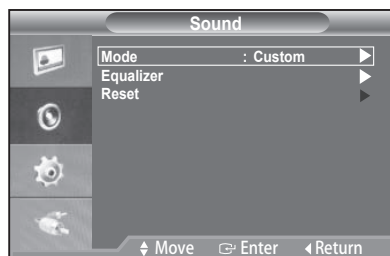 Sound
Mode : Custom
Equalizer
Reset
Move Enter Return